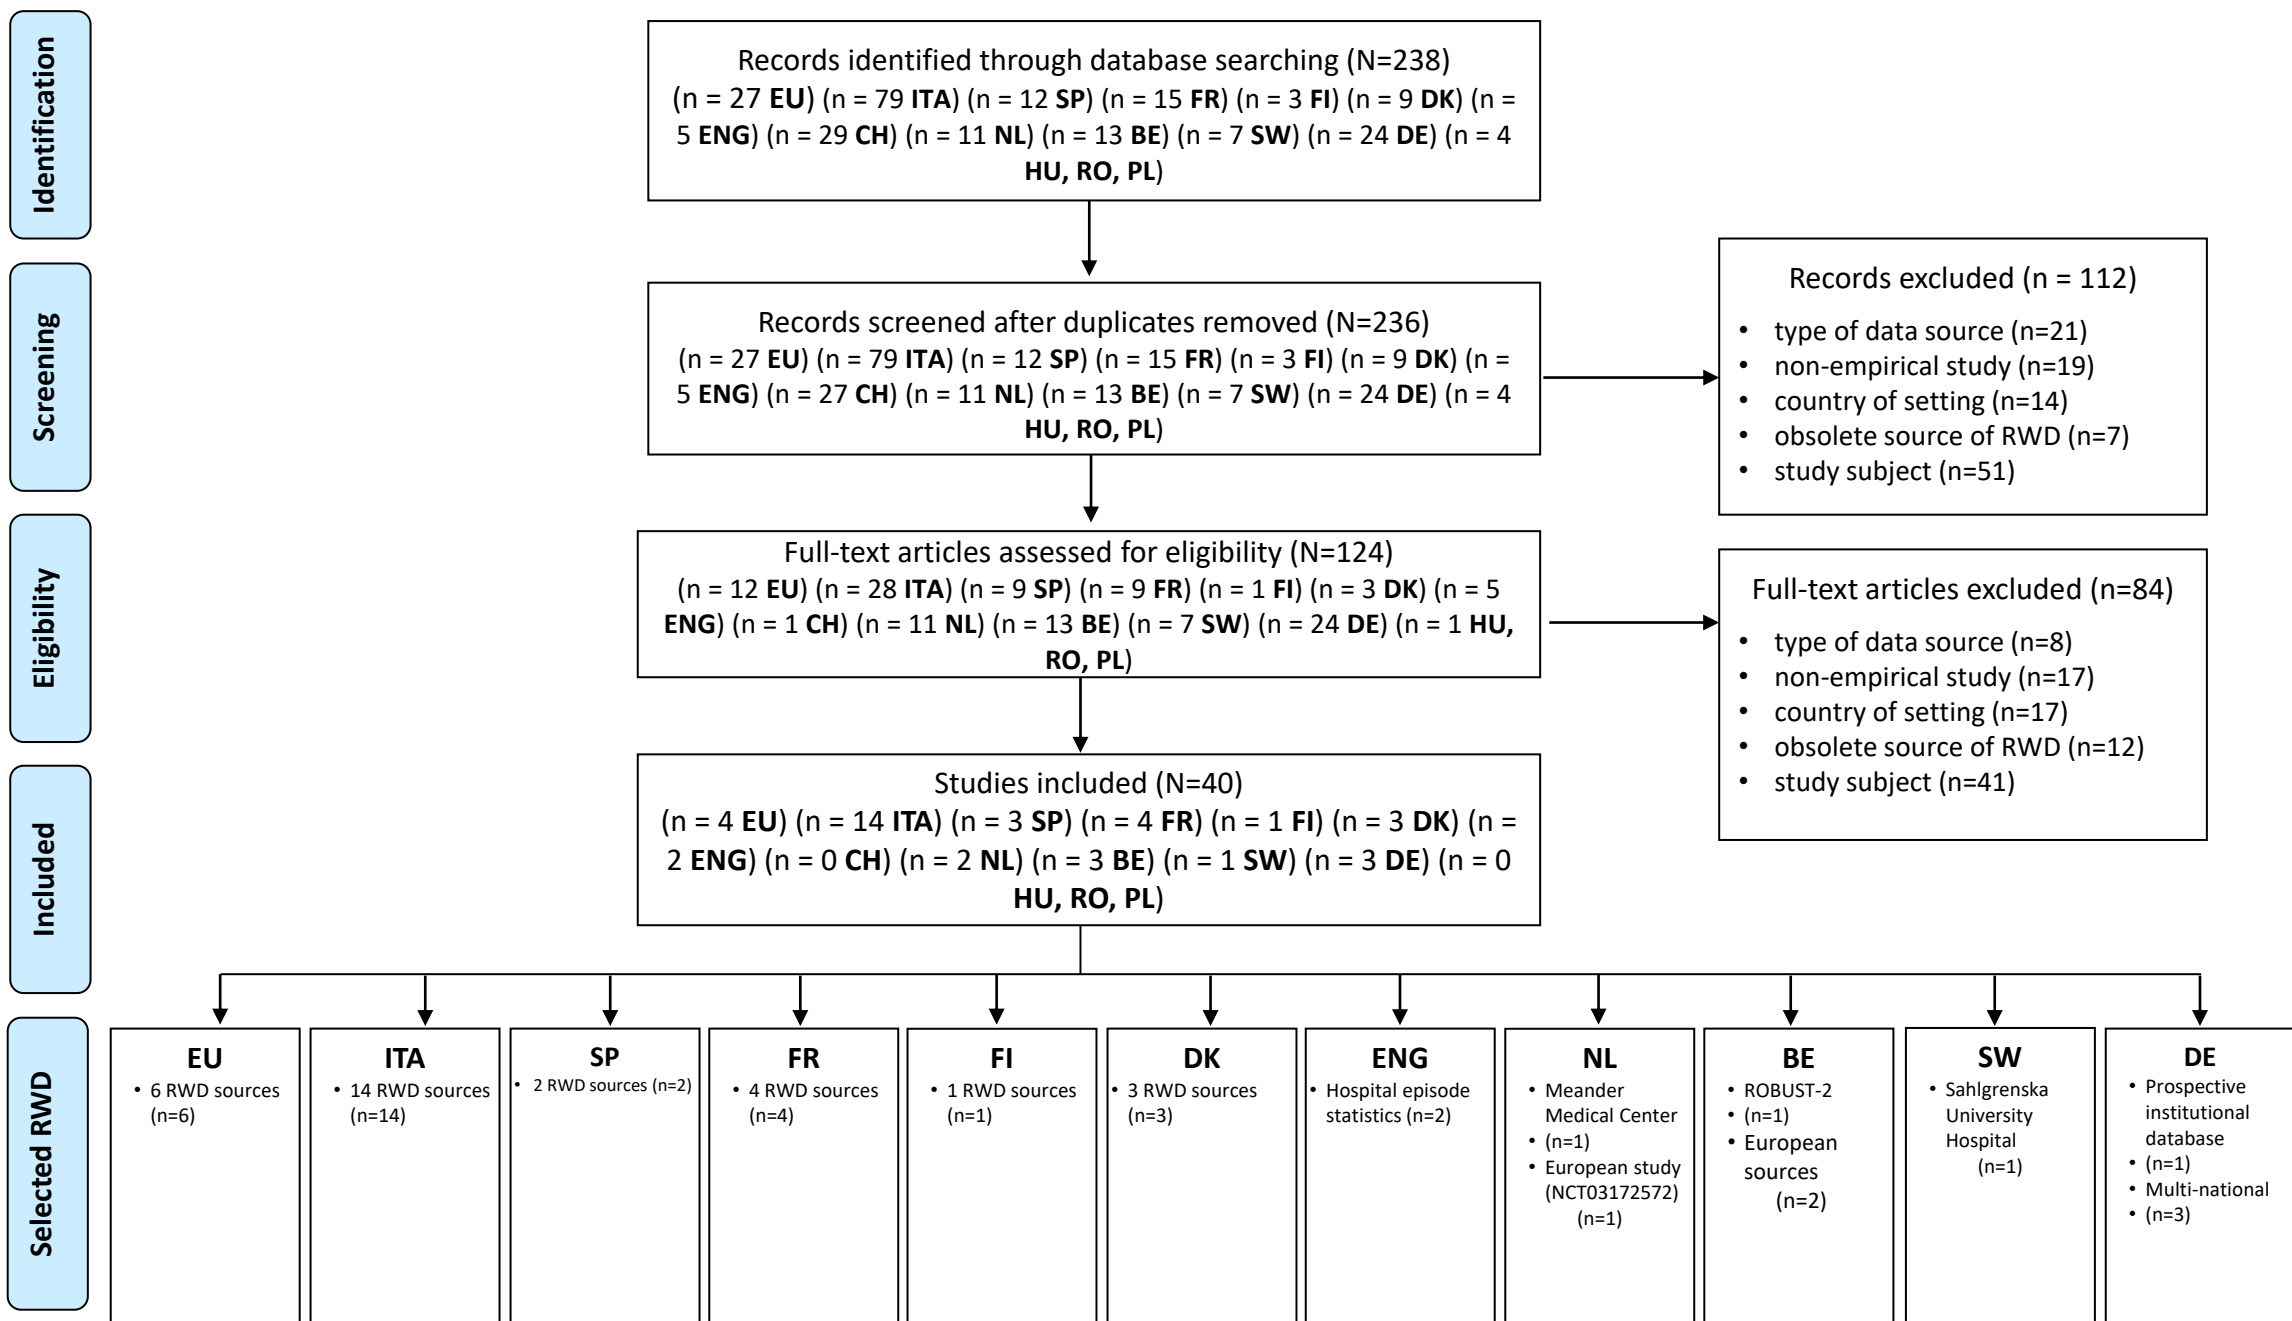 Identification
Records identified through database searching (N=238)
(n = 27 EU) (n = 79 ITA) (n = 12 SP) (n = 15 FR) (n = 3 FI) (n = 9 DK) (n =
5 ENG) (n = 29 CH) (n = 11 NL) (n = 13 BE) (n = 7 SW) (n = 24 DE) (n = 4
HU, RO, PL)
Screening
Records screened after duplicates removed (N=236)
(n = 27 EU) (n = 79 ITA) (n = 12 SP) (n = 15 FR) (n = 3 FI) (n = 9 DK) (n =
5 ENG) (n = 27 CH) (n = 11 NL) (n = 13 BE) (n = 7 SW) (n = 24 DE) (n = 4
HU, RO, PL)
Records excluded (n = 112)
• type of data source (n=21)
• non-empirical study (n=19)
• country of setting (n=14)
• obsolete source of RWD (n=7)
• study subject (n=51)
Eligibility
Full-text articles assessed for eligibility (N=124)
(n = 12 EU) (n = 28 ITA) (n = 9 SP) (n = 9 FR) (n = 1 FI) (n = 3 DK) (n = 5
ENG) (n = 1 CH) (n = 11 NL) (n = 13 BE) (n = 7 SW) (n = 24 DE) (n = 1 HU,
RO, PL)
Full-text articles excluded (n=84)
• type of data source (n=8)
• non-empirical study (n=17)
• country of setting (n=17)
• obsolete source of RWD (n=12)
• study subject (n=41)
Included
Studies included (N=40)
(n = 4 EU) (n = 14 ITA) (n = 3 SP) (n = 4 FR) (n = 1 FI) (n = 3 DK) (n =
2 ENG) (n = 0 CH) (n = 2 NL) (n = 3 BE) (n = 1 SW) (n = 3 DE) (n = 0
HU, RO, PL)
Selected RWD
EU
• 6 RWD sources
(n=6)
ITA
• 14 RWD sources
(n=14)
SP
• 2 RWD sources (n=2)
FR
• 4 RWD sources
(n=4)
FI
• 1 RWD sources
(n=1)
DK
• 3 RWD sources
(n=3)
ENG
• Hospital episode
statistics (n=2)
NL
• Meander
Medical Center
• (n=1)
• European study
(NCT03172572)
(n=1)
BE
• ROBUST-2
• (n=1)
• European
sources
(n=2)
SW
• Sahlgrenska
University
Hospital
(n=1)
DE
• Prospective
institutional
database
• (n=1)
• Multi-national
• (n=3)